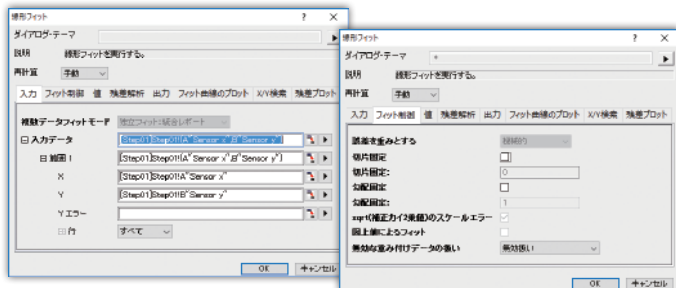 線形フィット ? ×
ダイアログ・テーマ
説明 線形フィットを実行する。
再計算 手動
入力 フィット制御 値 残差解析 出力 フィット曲線のプロット X/Y検索 残差プロット
複数データフィットモード 独立フィット:統合レポート
入力データ [Step01]Step01!(A"Sensor x",B"Sensor y")
範囲 1 [Step01]Step01!(A"Sensor x",B"Sensor y")
X [Step01]Step01!A"Sensor x"
Y [Step01]Step01!B"Sensor y"
Yエラー
行 すべて
OK キャンセル
線形フィット ? ×
ダイアログ・テーマ *
説明 線形フィットを実行する。
再計算 手動
入力 フィット制御 値 残差解析 出力 フィット曲線のプロット X/Y検索 残差プロット
誤差を重みとする 機械的
切片固定
切片固定: 0
勾配固定
勾配固定: 1
sqrt(補正カイ2乗値)のスケールエラー
図上値によるフィット
無効な重み付けデータの扱い 無効扱い
OK キャンセル